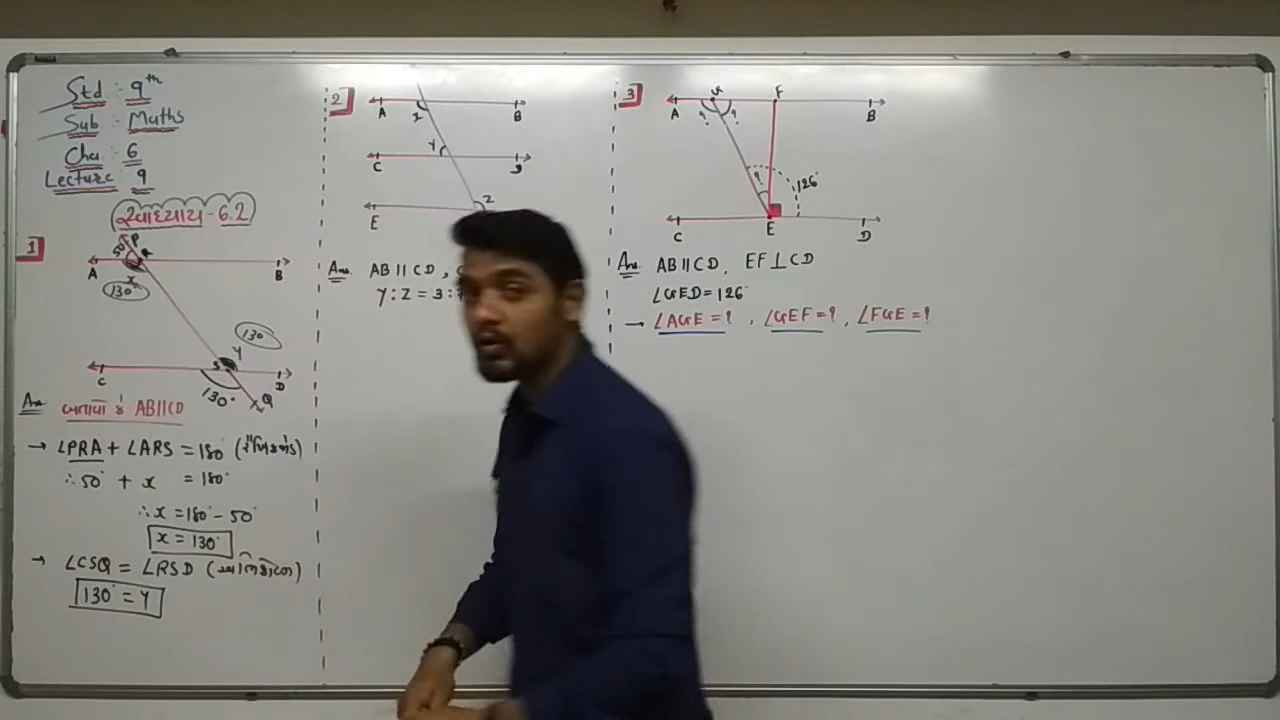 Std : 9th
Sub : Maths
Cha : 6
Lecture : 9
સ્વાધ્યાય - 6.2
1
P
50°
R
A
B
x
130°
130°
Y
S
C
D
130°
Q
Ans બતાવો કે AB||CD
→ ∠PRA + ∠ARS = 180°
∴ 50° + x = 180°
∴ x = 180° - 50°
x = 130°
→ ∠CSQ = ∠RSD
130° = Y
2
A
B
x
Y
C
D
Z
E
Ans AB || CD,
Y : Z = 3 :
3
G
F
A
B
?
?
?
126°
C
E
D
Ans AB || CD, EF ⊥ CD
∠GED = 126°
→ ∠AGE = ?, ∠GEF = ?, ∠FGE = ?